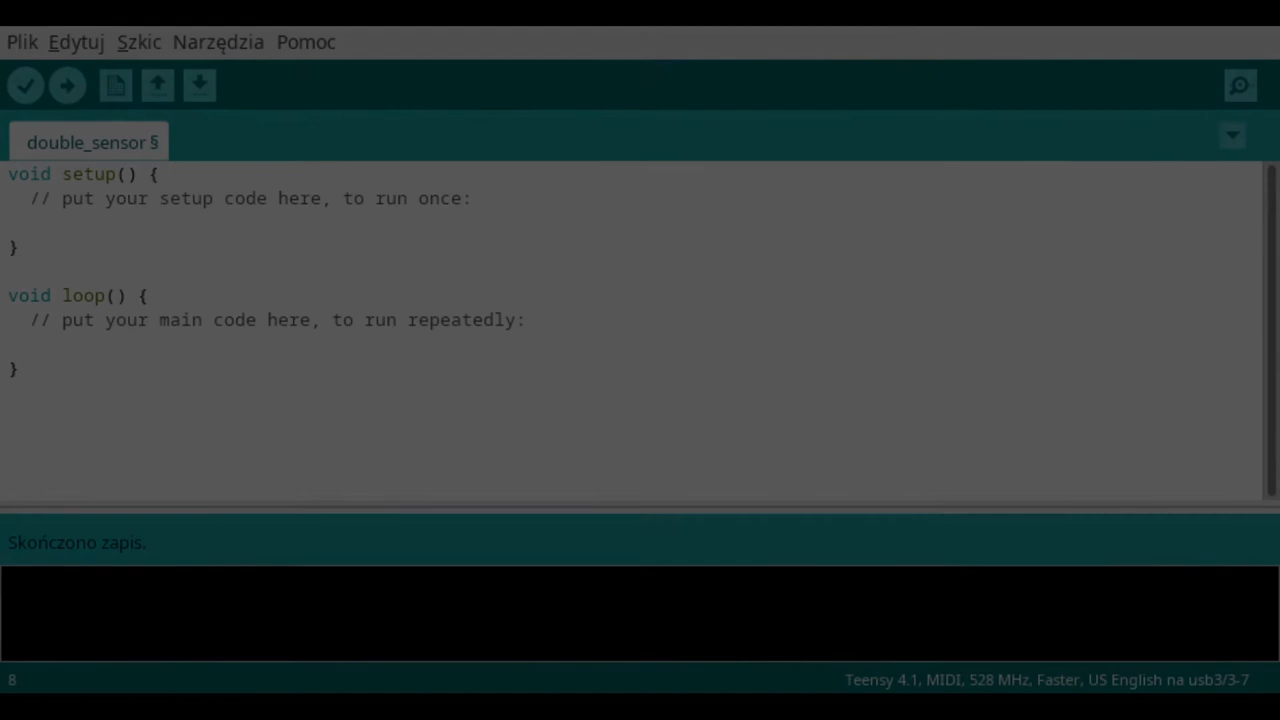 Plik Edytuj Szkic Narzędzia Pomoc
double_sensor §
void setup() {
  // put your setup code here, to run once:
}
void loop() {
  // put your main code here, to run repeatedly:
}
Skończono zapis.
8
Teensy 4.1, MIDI, 528 MHz, Faster, US English na usb3/3-7